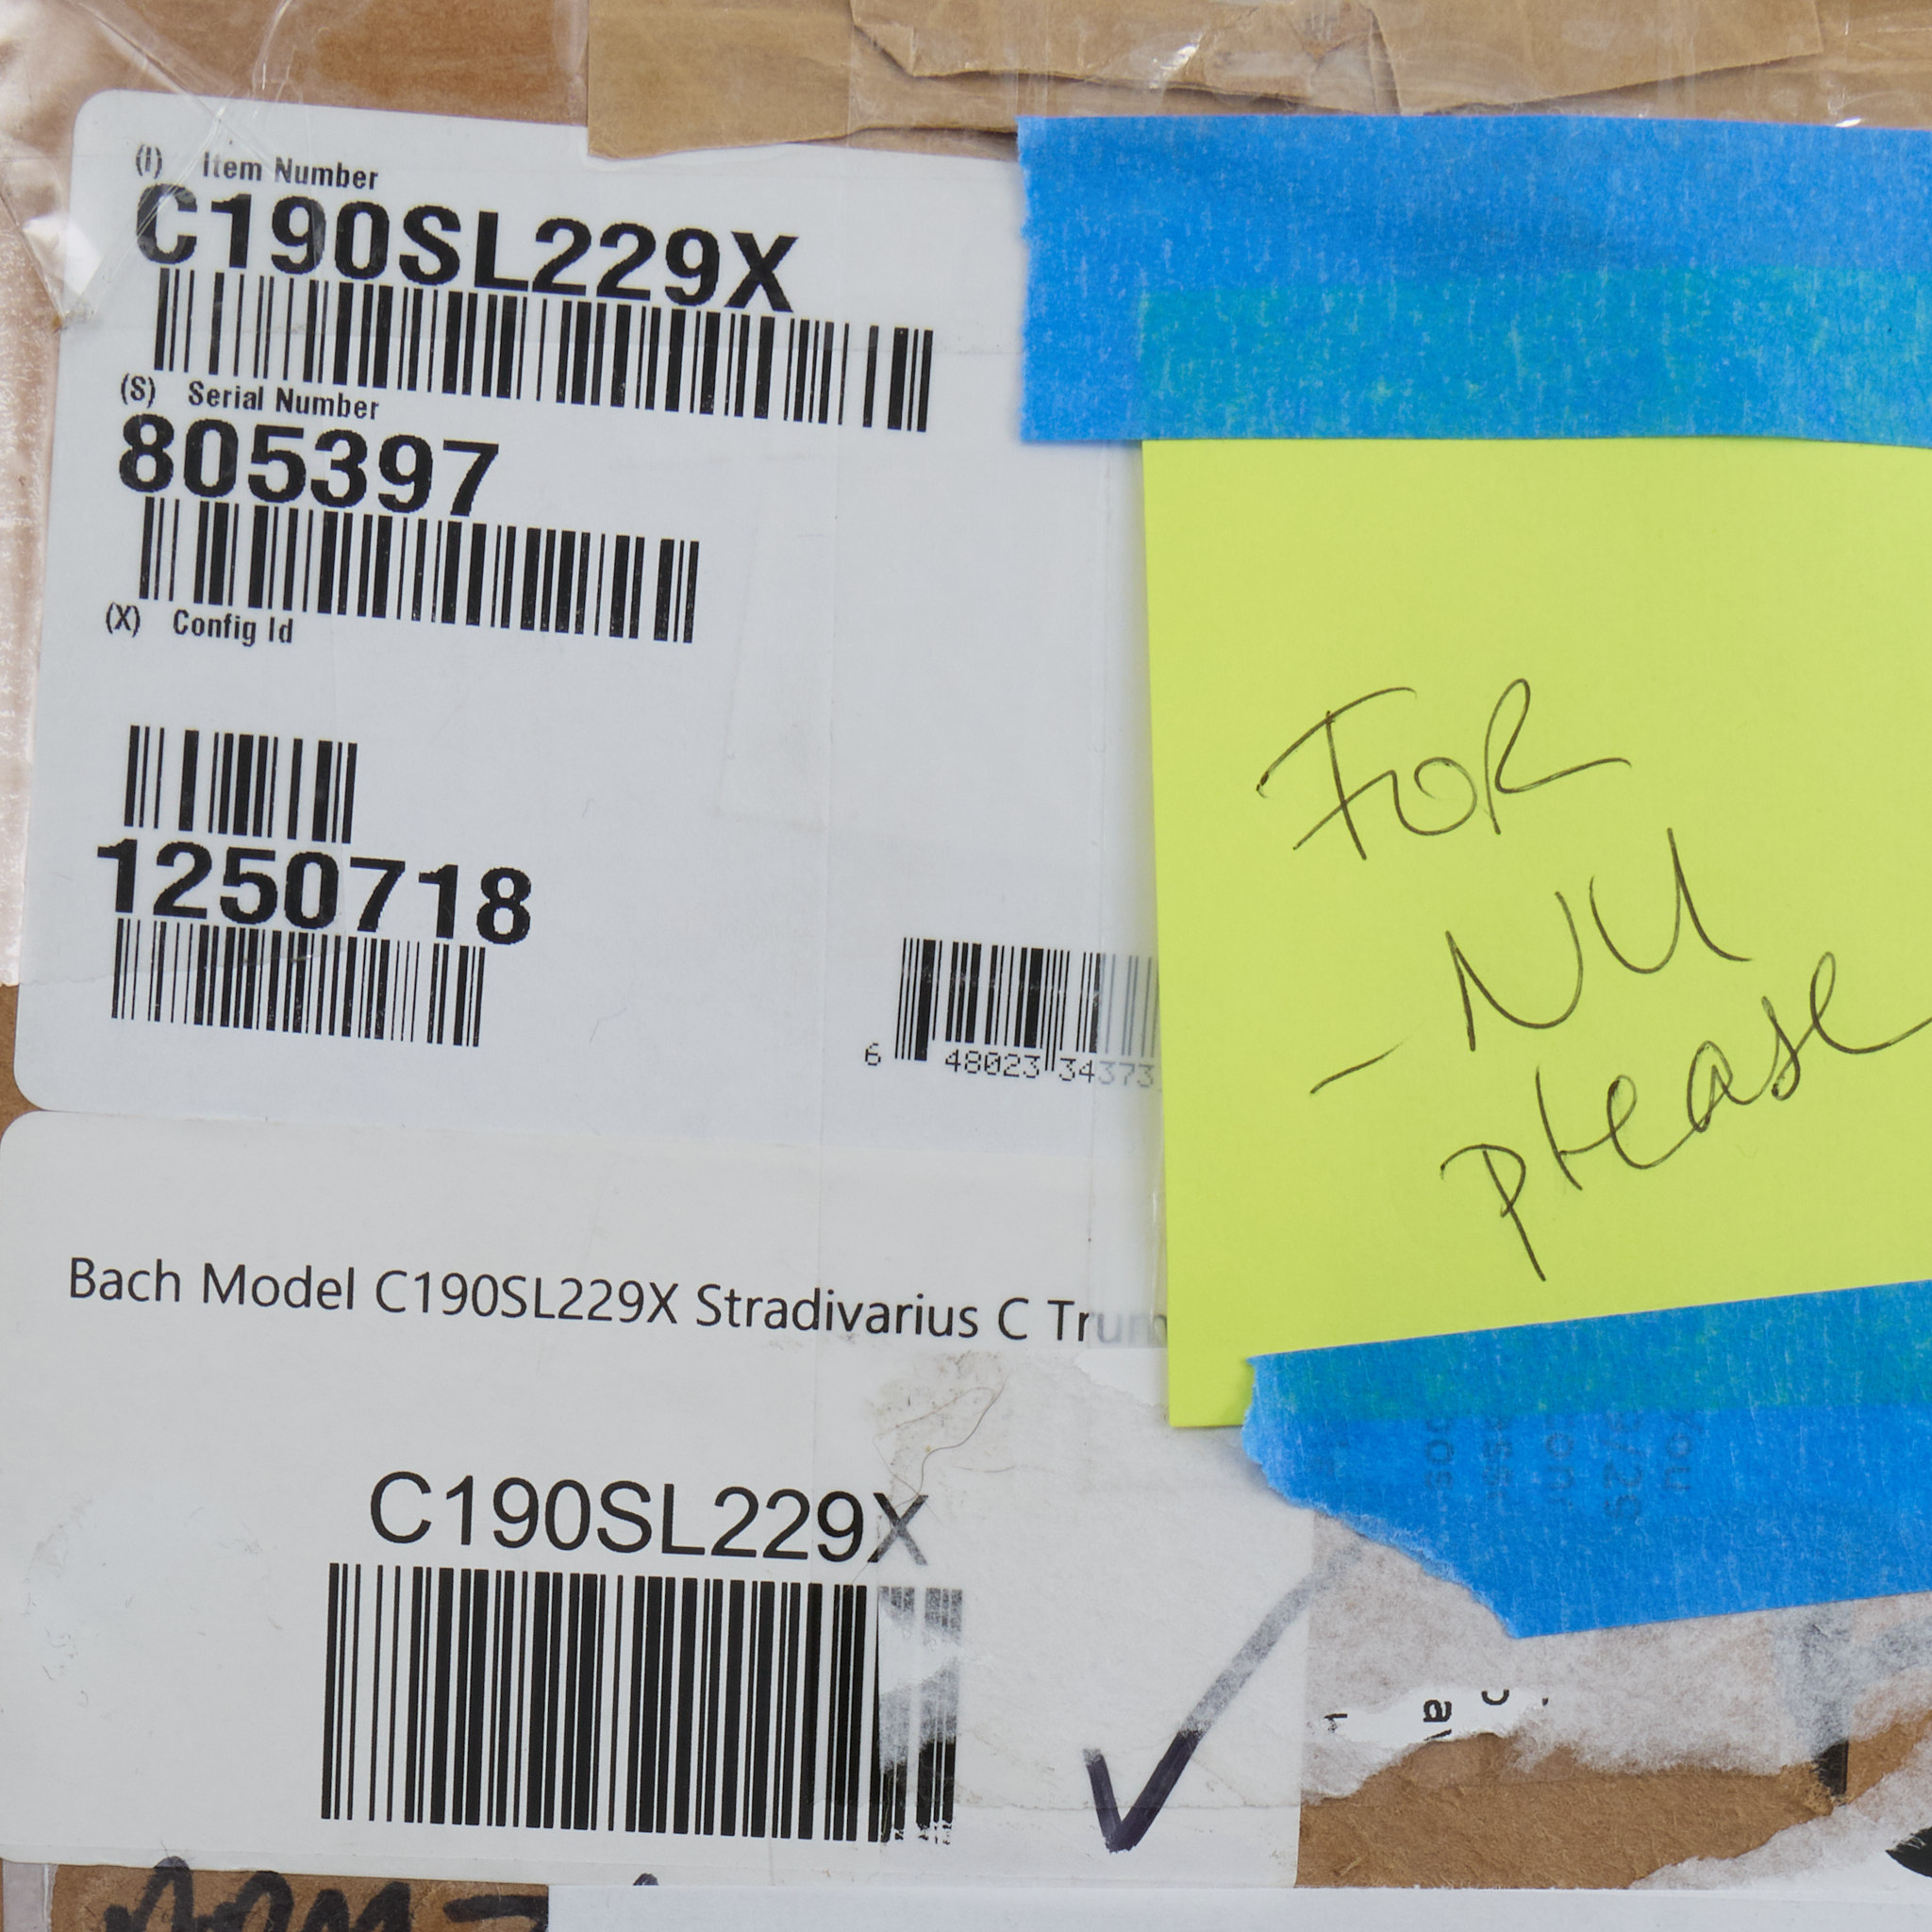 (I) Item Number
C190SL229X
(S) Serial Number
805397
(X) Config Id
1250718
6 48023 34373
Bach Model C190SL229X Stradivarius C Trum
C190SL229X
FOR
- NU
please